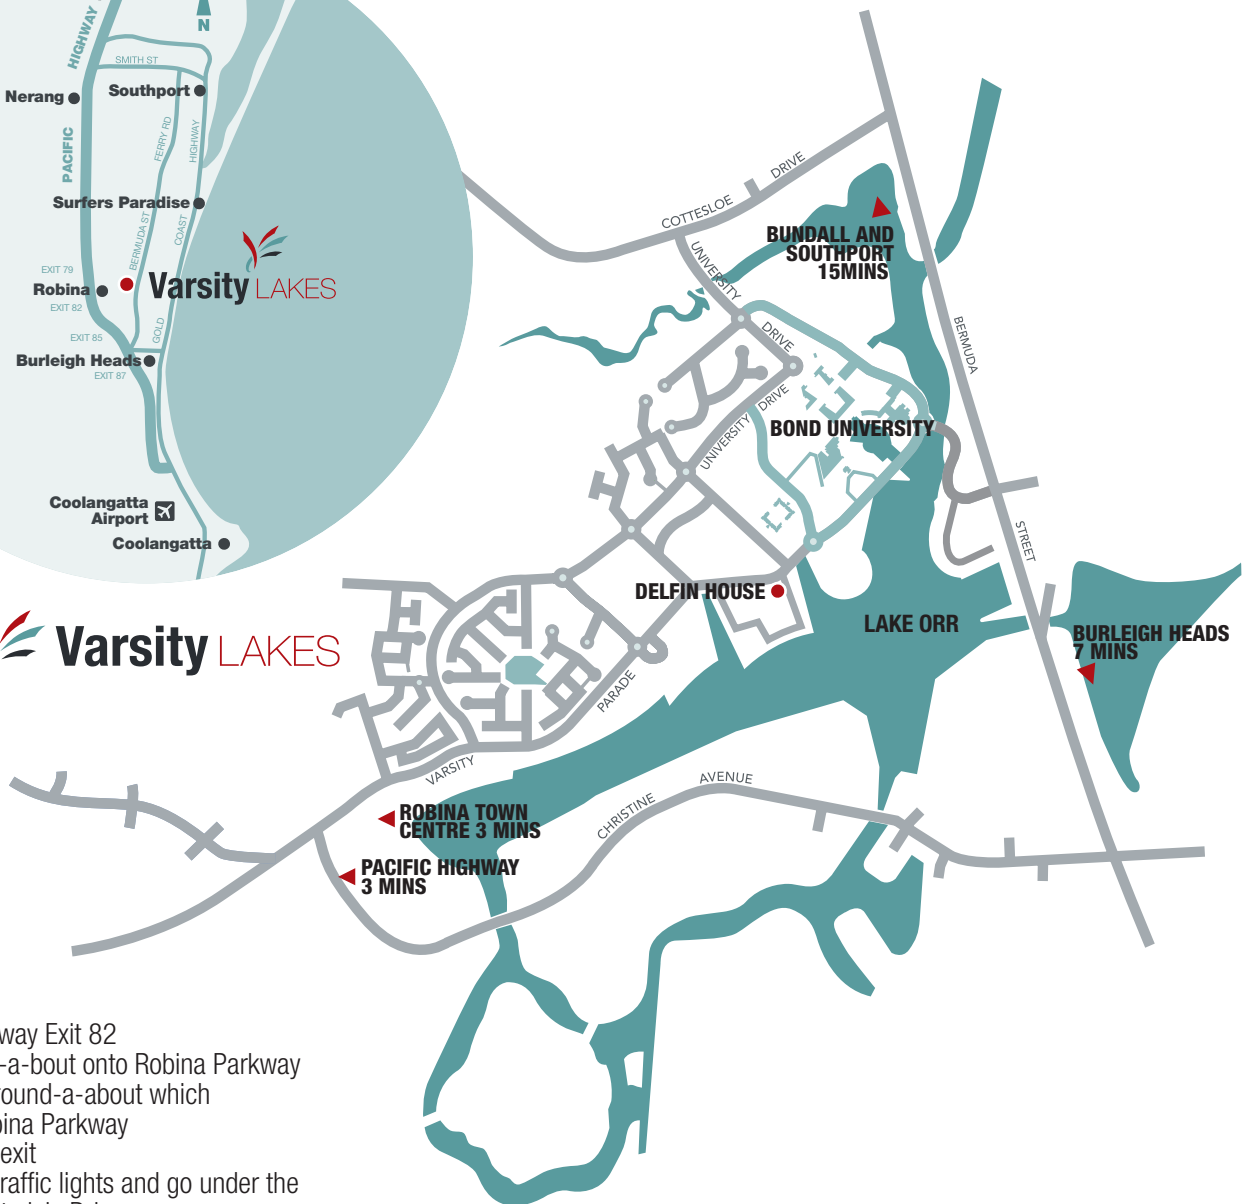 HIGHWAY
N
SMITH ST
Nerang
Southport
PACIFIC
FERRY RD
HIGHWAY
Surfers Paradise
BERMUDA ST
COAST
EXIT 79
Robina
Varsity LAKES
EXIT 82
GOLD
EXIT 85
Burleigh Heads
EXIT 87
Coolangatta
Airport
Coolangatta
Varsity LAKES
COTTESLOE
DRIVE
UNIVERSITY
DRIVE
BUNDALL AND
SOUTHPORT
15MINS
BERMUDA
STREET
UNIVERSITY
DRIVE
BOND UNIVERSITY
DELFIN HOUSE
LAKE ORR
BURLEIGH HEADS
7 MINS
PARADE
VARSITY
CHRISTINE
AVENUE
ROBINA TOWN
CENTRE 3 MINS
PACIFIC HIGHWAY
3 MINS
way Exit 82
-a-bout onto Robina Parkway
round-a-about which
bina Parkway
exit
raffic lights and go under the